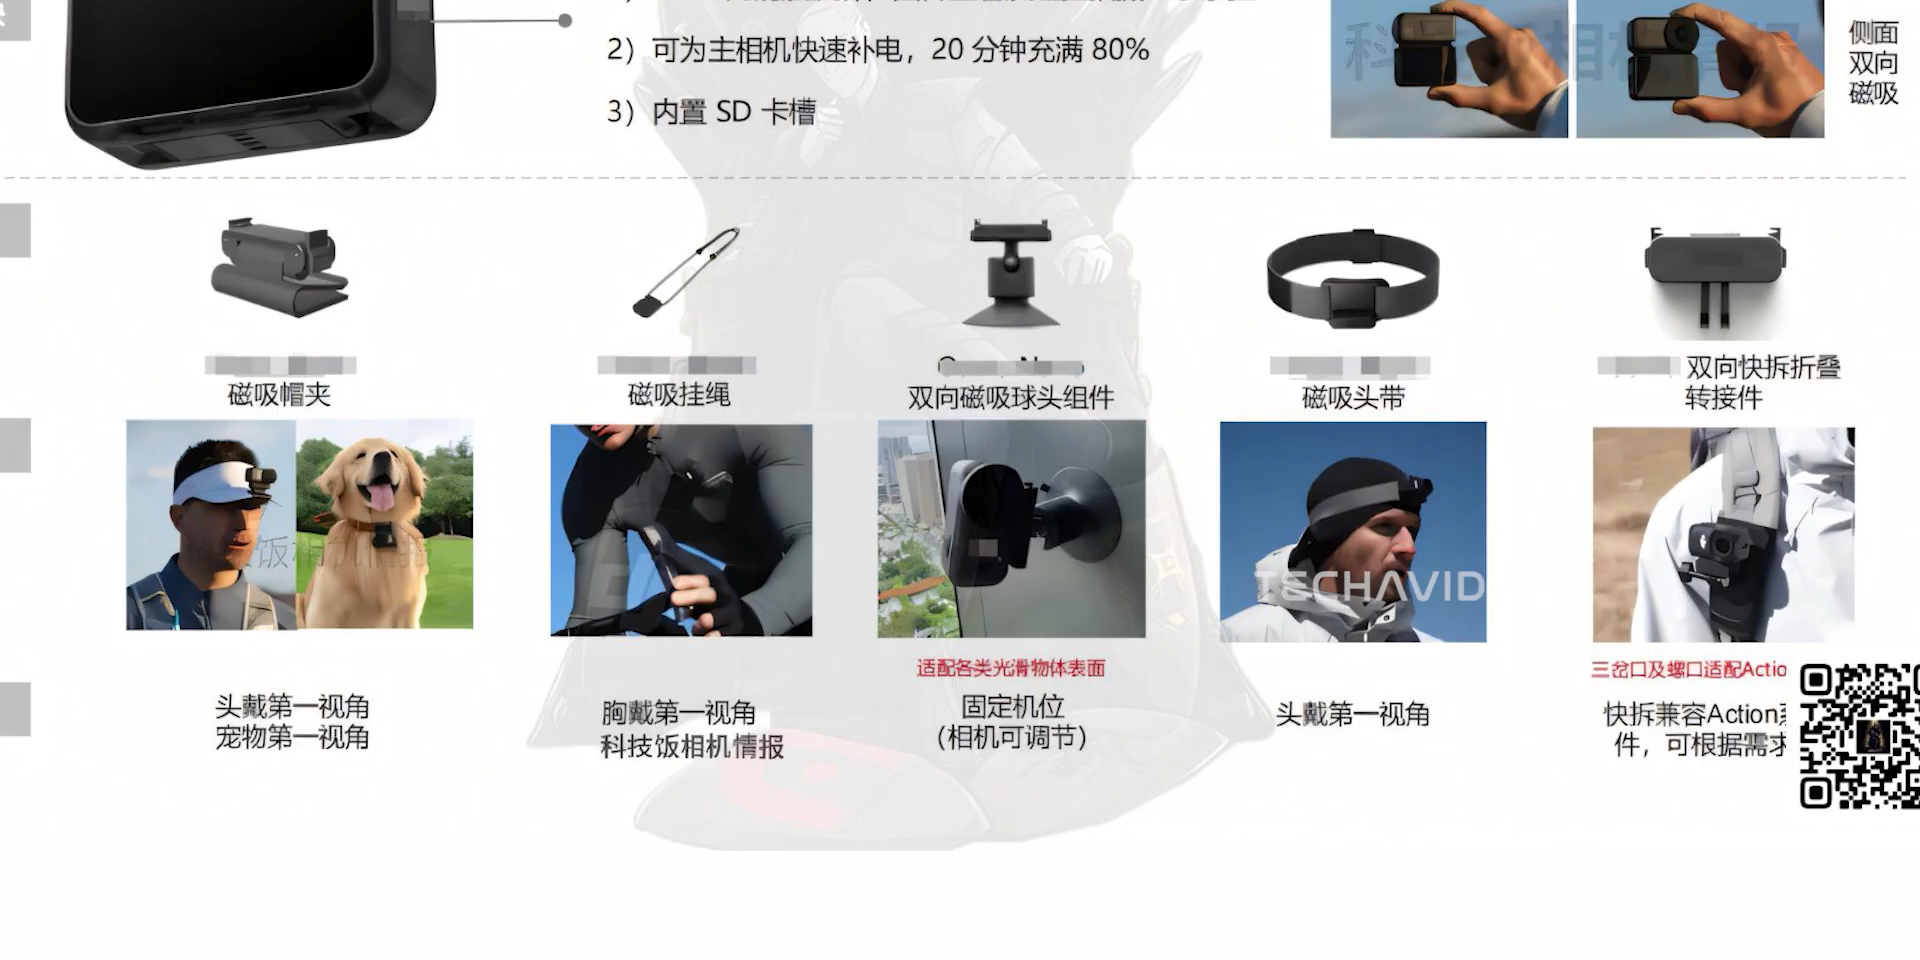 2）可为主相机快速补电，20 分钟充满 80%
3）内置 SD 卡槽
侧面
双向
磁吸
磁吸帽夹
磁吸挂绳
双向磁吸球头组件
磁吸头带
双向快拆折叠
转接件
TECHAVID
适配各类光滑物体表面
三岔口及螺口适配Actio
头戴第一视角
宠物第一视角
胸戴第一视角
科技饭相机情报
固定机位
(相机可调节)
头戴第一视角
快拆兼容Action
件，可根据需求